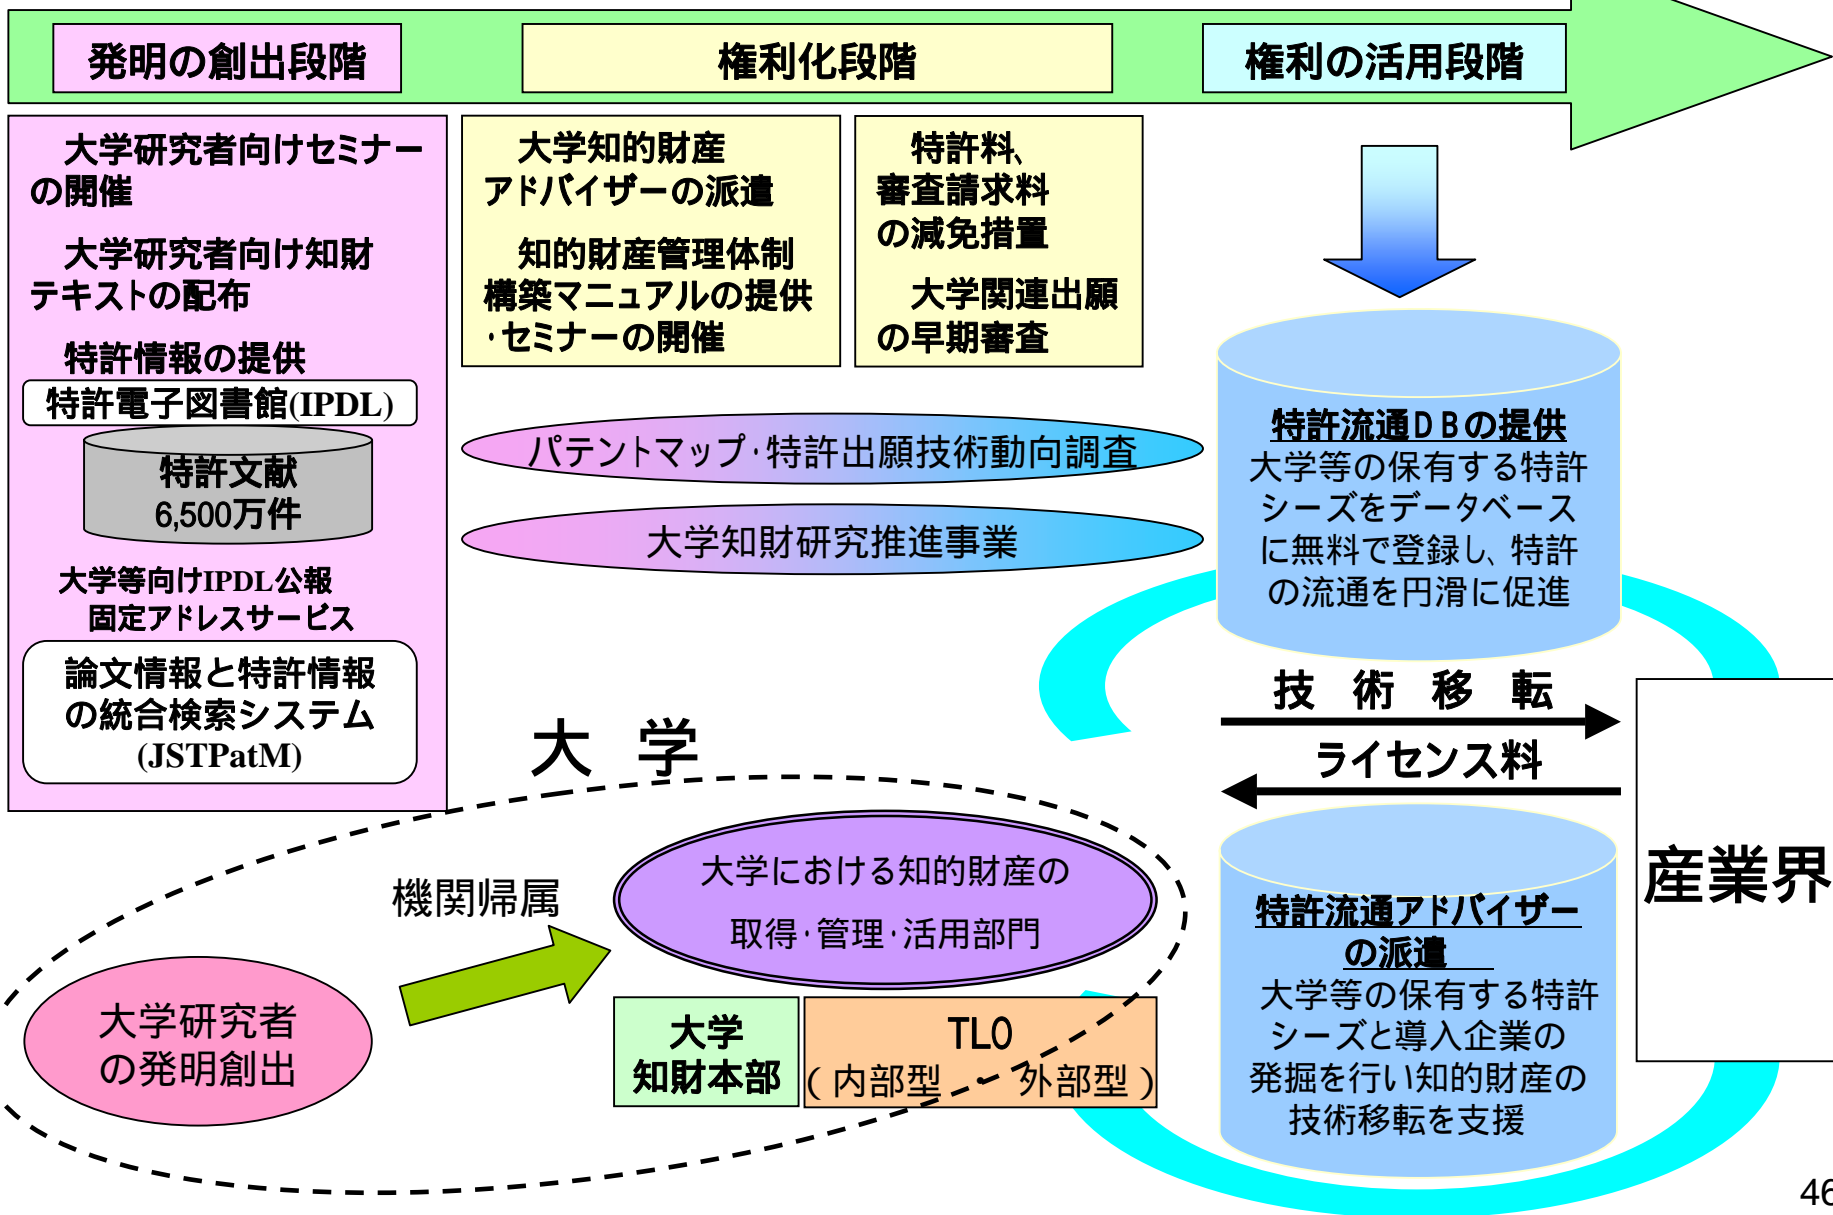 発明の創出段階
権利化段階
権利の活用段階
大学研究者向けセミナー
の開催
大学研究者向け知財
テキストの配布
特許情報の提供
特許電子図書館(IPDL)
特許文献
6,500万件
大学等向けIPDL公報
固定アドレスサービス
論文情報と特許情報
の統合検索システム
(JSTPatM)
大学知的財産
アドバイザーの派遣
知的財産管理体制
構築マニュアルの提供
・セミナーの開催
特許料、
審査請求料
の減免措置
大学関連出願
の早期審査
パテントマップ・特許出願技術動向調査
大学知財研究推進事業
特許流通DBの提供
大学等の保有する特許
シーズをデータベース
に無料で登録し、特許
の流通を円滑に促進
技術移転
ライセンス料
産業界
特許流通アドバイザー
の派遣
大学等の保有する特許
シーズと導入企業の
発掘を行い知的財産の
技術移転を支援
大学
機関帰属
大学における知的財産の
取得・管理・活用部門
大学研究者
の発明創出
大学
知財本部
TLO
(内部型・外部型)
46